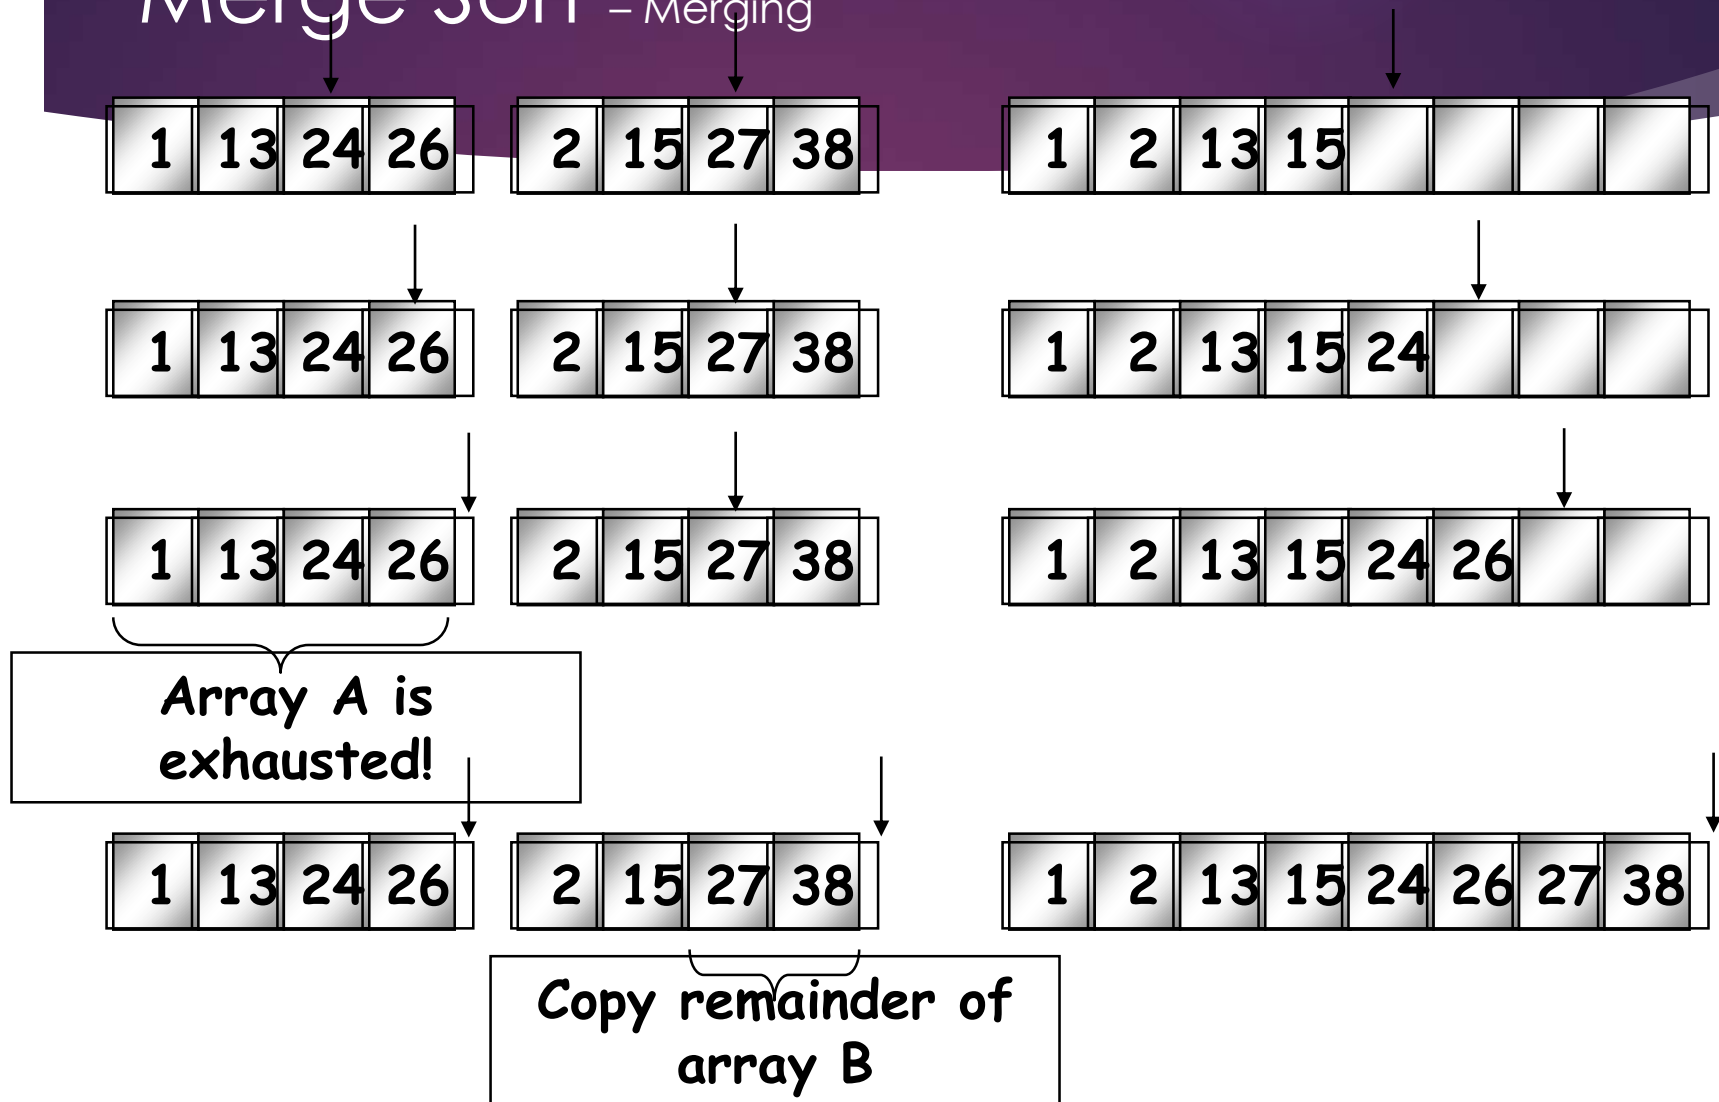 Merge Sort – Merging
1 13 24 26 2 15 27 38 1 2 13 15
1 13 24 26 2 15 27 38 1 2 13 15 24
1 13 24 26 2 15 27 38 1 2 13 15 24 26
Array A is
exhausted!
1 13 24 26 2 15 27 38 1 2 13 15 24 26 27 38
Copy remainder of
array B